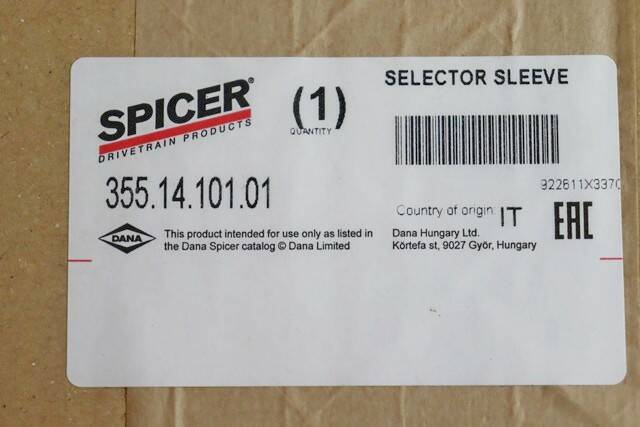 SPICER®
DRIVETRAIN PRODUCTS
(1)
QUANTITY
SELECTOR SLEEVE
922611X3370
355.14.101.01
Country of origin: IT
EAC
DANA
This product intended for use only as listed in
the Dana Spicer catalog © Dana Limited
Dana Hungary Ltd.
Körtefa st, 9027 Györ, Hungary